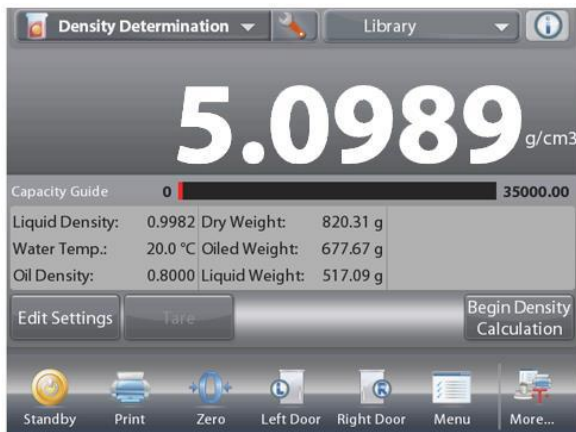 Density Determination
Library
5.0989 g/cm3
Capacity Guide 0 35000.00
Liquid Density: 0.9982 Dry Weight: 820.31 g
Water Temp.: 20.0 °C Oiled Weight: 677.67 g
Oil Density: 0.8000 Liquid Weight: 517.09 g
Edit Settings
Tare
Begin Density
Calculation
L
R
Standby
Print
Zero
Left Door
Right Door
Menu
More...